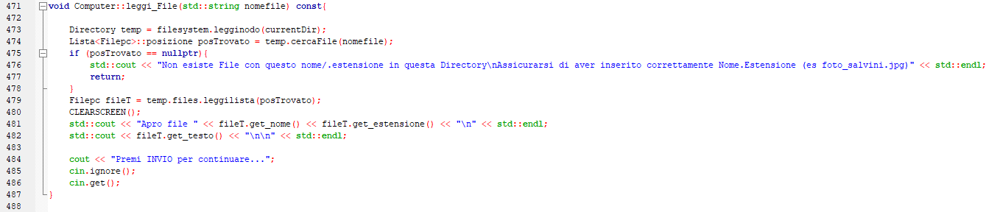 471 void Computer::leggi_File(std::string nomefile) const{
472
473     Directory temp = filesystem.legginodo(currentDir);
474     Lista<Filepc>::posizione posTrovato = temp.cercaFile(nomefile);
475     if (posTrovato == nullptr){
476         std::cout << "Non esiste File con questo nome/.estensione in questa Directory\nAssicurarsi di aver inserito correttamente Nome.Estensione (es foto_salvini.jpg)" << std::endl;
477         return;
478     }
479     Filepc fileT = temp.files.leggilista(posTrovato);
480     CLEARSCREEN();
481     std::cout << "Apro file " << fileT.get_nome() << fileT.get_estensione() << "\n" << std::endl;
482     std::cout << fileT.get_testo() << "\n\n" << std::endl;
483
484     cout << "Premi INVIO per continuare...";
485     cin.ignore();
486     cin.get();
487 }
488